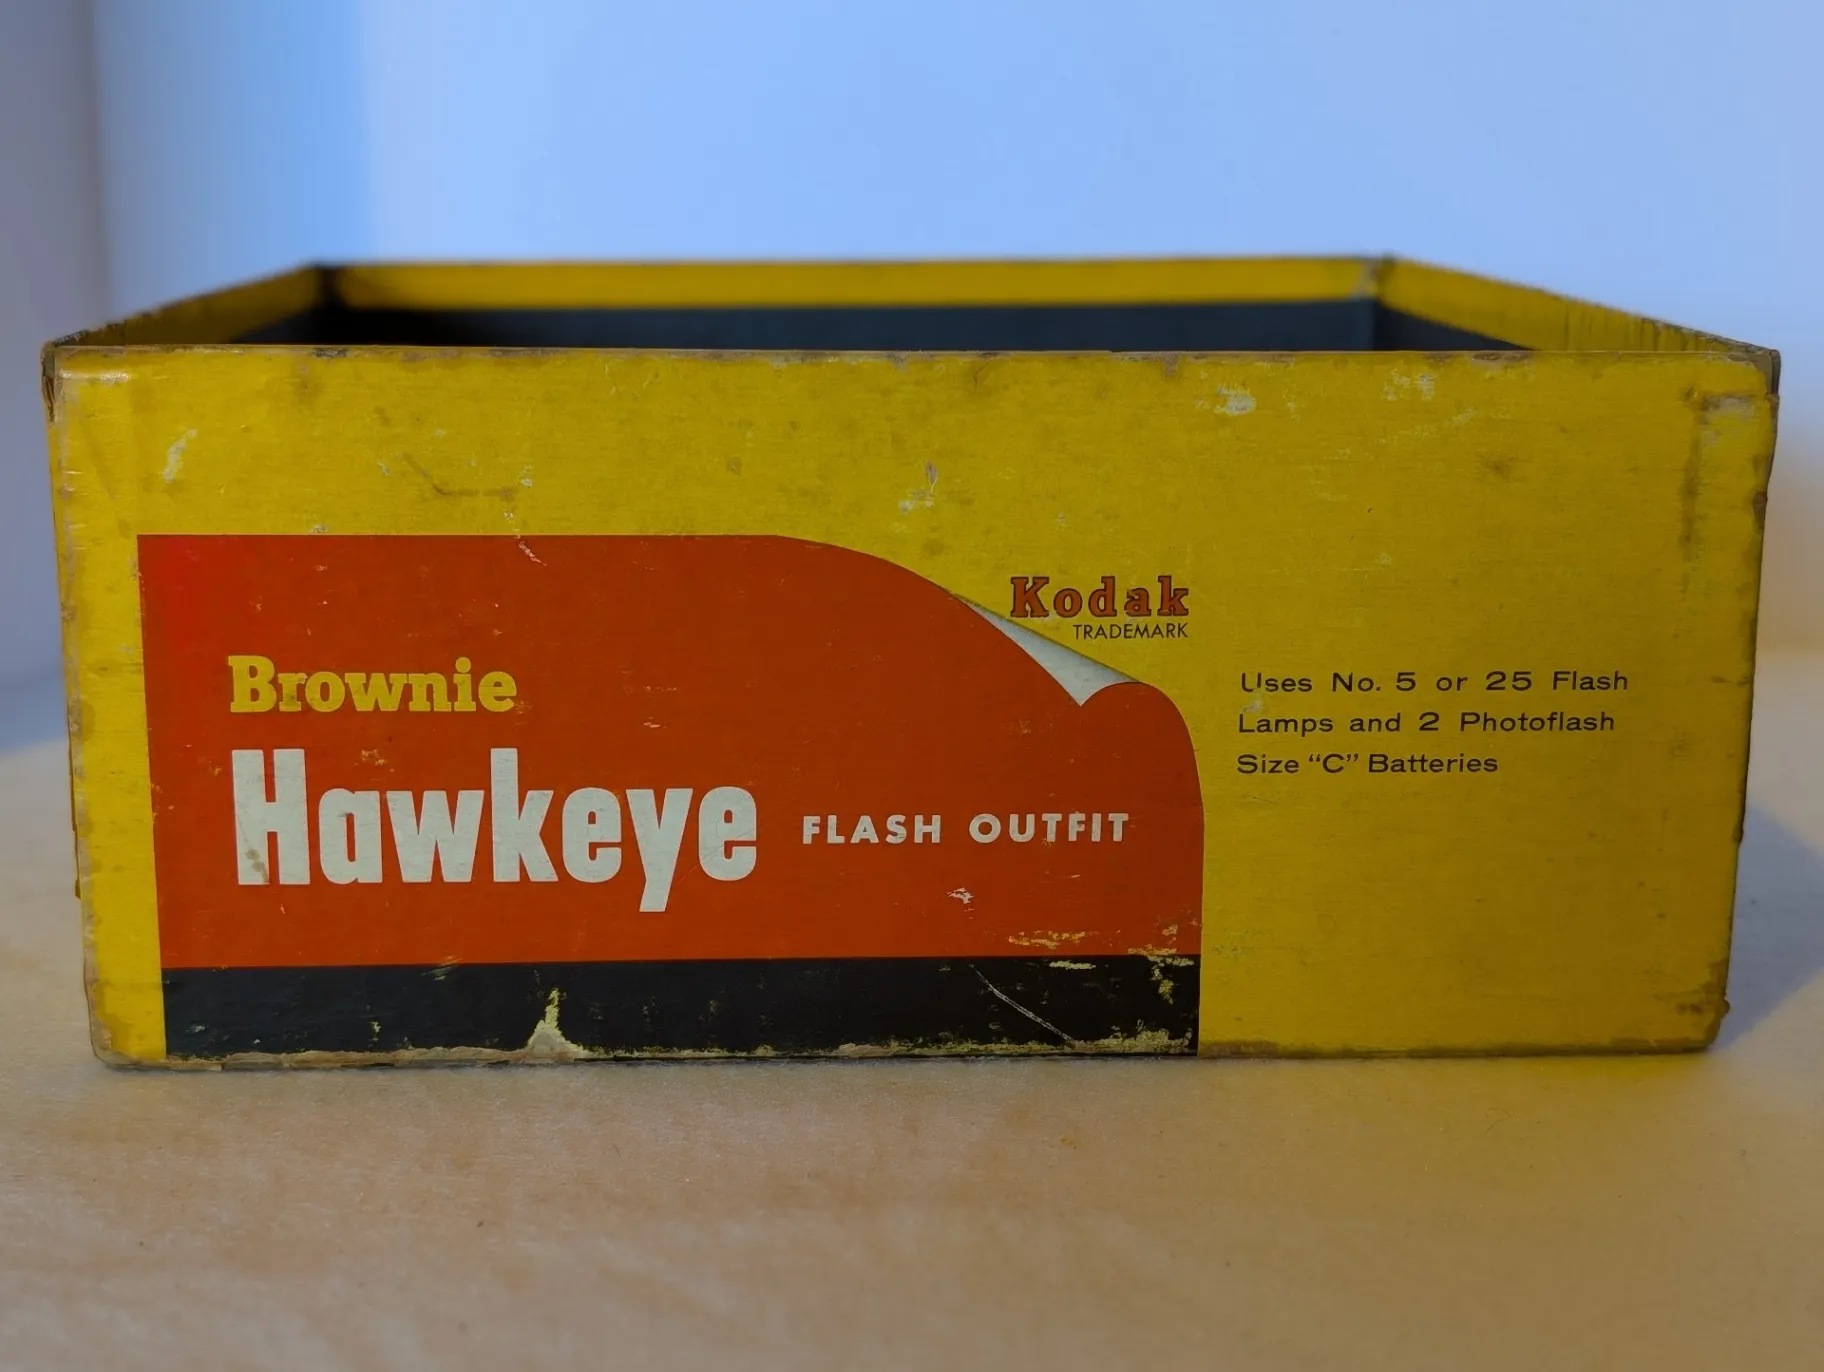 Kodak
TRADEMARK
Brownie
Hawkeye FLASH OUTFIT
Uses No. 5 or 25 Flash
Lamps and 2 Photoflash
Size “C” Batteries